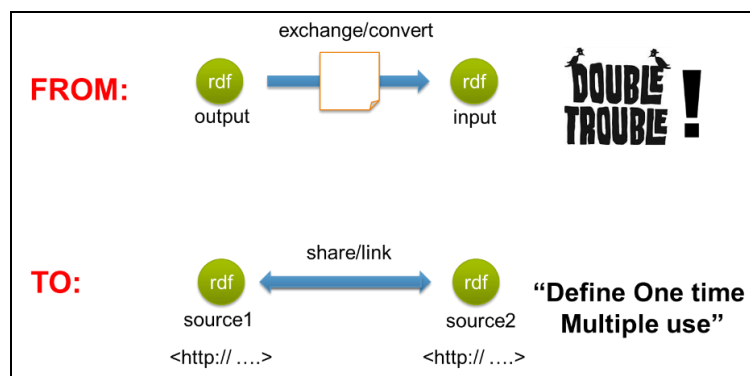 exchange/convert
FROM:
rdf
rdf
output
input
DOUBLE
TROUBLE
!
share/link
TO:
rdf
rdf
source1
source2
“Define One time
Multiple use”
<http:// ....>
<http:// ....>